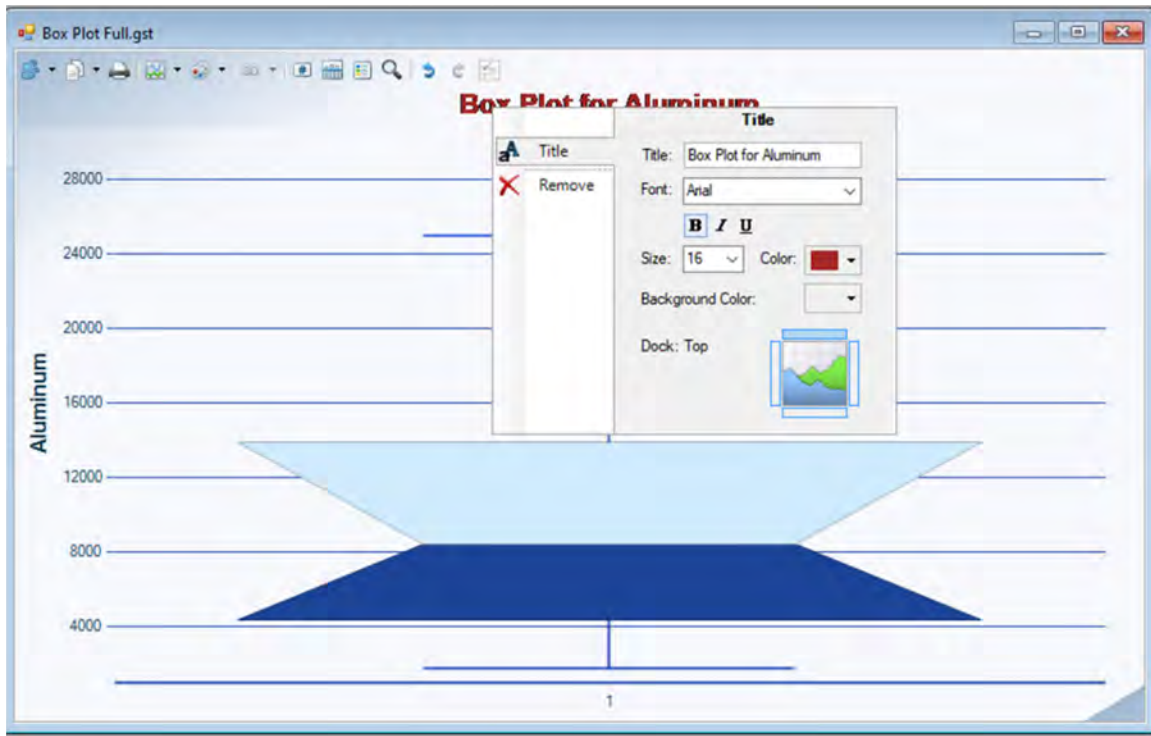 Box Plot Full.gst
Box Plot for Aluminum
Title
Title
Title: Box Plot for Aluminum
Remove
Font: Arial
B I U
Size: 16 Color:
Background Color:
Dock: Top
28000
24000
20000
16000
12000
8000
4000
Aluminum
1